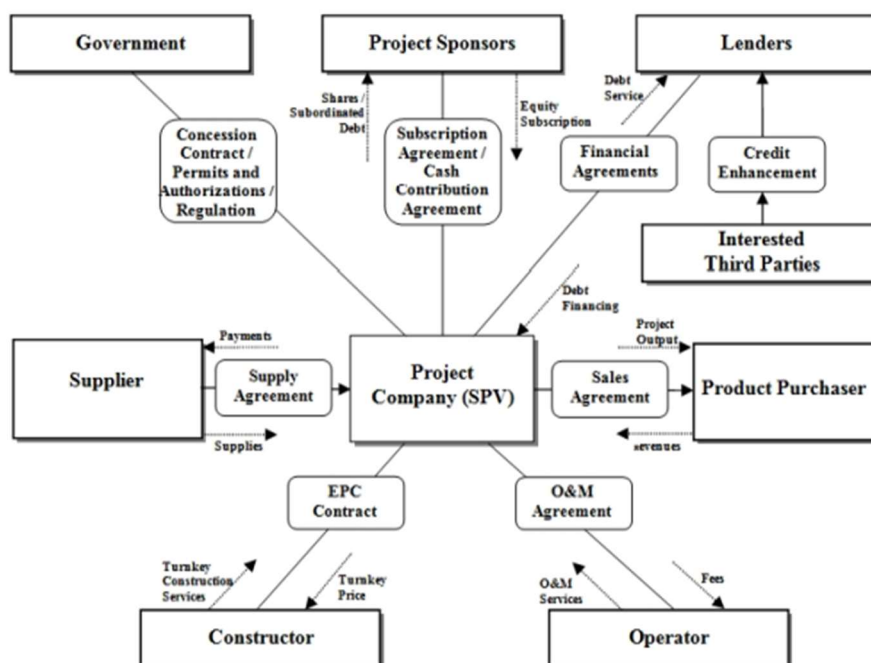 Government
Project Sponsors
Lenders
Shares /
Subordinated
Debt
Equity
Subscription
Debt
Service
Concession
Contract /
Permits and
Authorizations /
Regulation
Subscription
Agreement /
Cash
Contribution
Agreement
Financial
Agreements
Credit
Enhancement
Interested
Third Parties
Debt
Financing
Payments
Project
Output
Supplier
Supply
Agreement
Project
Company (SPV)
Sales
Agreement
Product Purchaser
Supplies
Revenues
EPC
Contract
O&M
Agreement
Turnkey
Construction
Services
Turnkey
Price
O&M
Services
Fees
Constructor
Operator